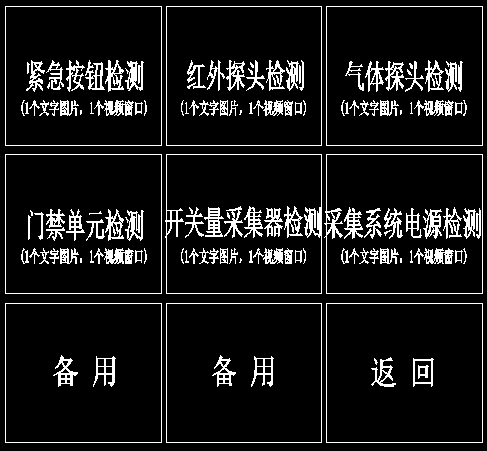 紧急按钮检测
(1个文字图片，1个视频窗口)
红外探头检测
(1个文字图片，1个视频窗口)
气体探头检测
(1个文字图片，1个视频窗口)
门禁单元检测
(1个文字图片，1个视频窗口)
开关量采集器检测
(1个文字图片，1个视频窗口)
采集系统电源检测
(1个文字图片，1个视频窗口)
备 用
备 用
返 回